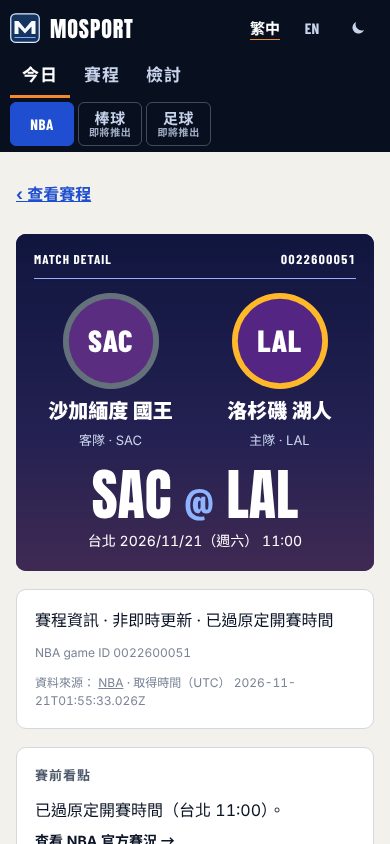 M MOSPORT
繁中 EN
今日 賽程 檢討
NBA
棒球
即將推出
足球
即將推出
‹ 查看賽程
MATCH DETAIL 0022600051
SAC LAL
沙加緬度 國王
客隊 · SAC
洛杉磯 湖人
主隊 · LAL
SAC @ LAL
台北 2026/11/21（週六） 11:00
賽程資訊 · 非即時更新 · 已過原定開賽時間
NBA game ID 0022600051
資料來源： NBA · 取得時間（UTC） 2026-11-
21T01:55:33.026Z
賽前看點
已過原定開賽時間（台北 11:00）。
查看 NBA 官方賽況 →